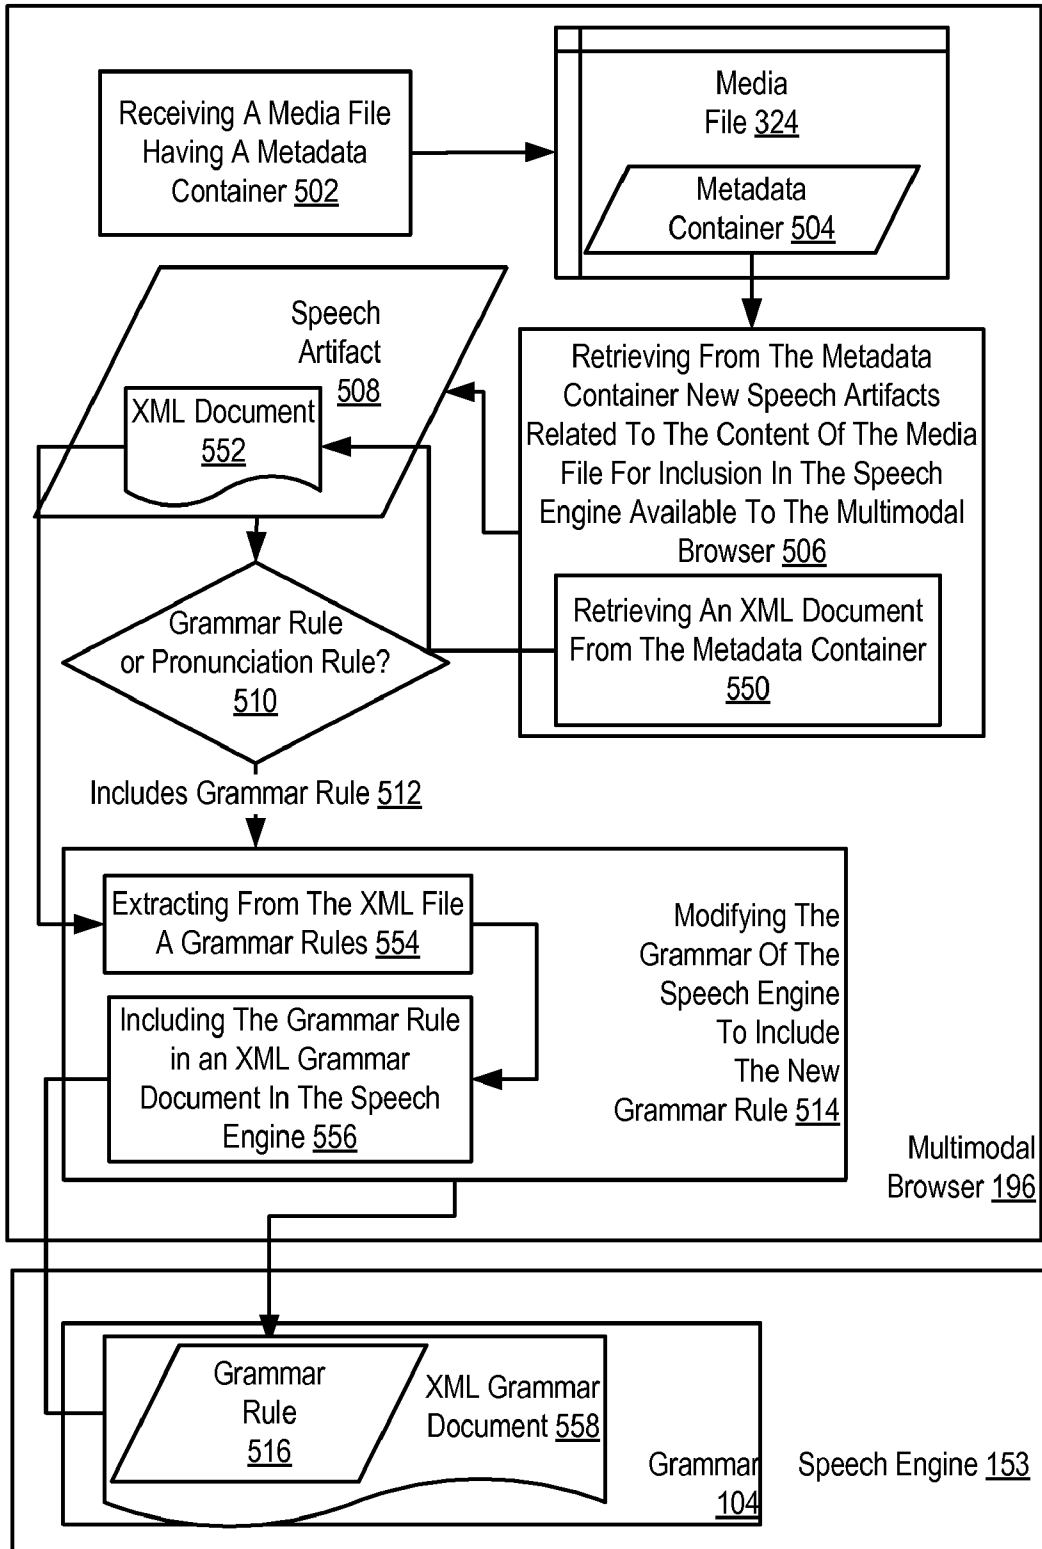 Receiving A Media File
Having A Metadata
Container 502
Media
File 324
Metadata
Container 504
Speech
Artifact
508
XML Document
552
Retrieving From The Metadata
Container New Speech Artifacts
Related To The Content Of The Media
File For Inclusion In The Speech
Engine Available To The Multimodal
Browser 506
Retrieving An XML Document
From The Metadata Container
550
Grammar Rule
or Pronunciation Rule?
510
Includes Grammar Rule 512
Extracting From The XML File
A Grammar Rules 554
Including The Grammar Rule
in an XML Grammar
Document In The Speech
Engine 556
Modifying The
Grammar Of The
Speech Engine
To Include
The New
Grammar Rule 514
Multimodal
Browser 196
Grammar
Rule
516
XML Grammar
Document 558
Grammar
104
Speech Engine 153